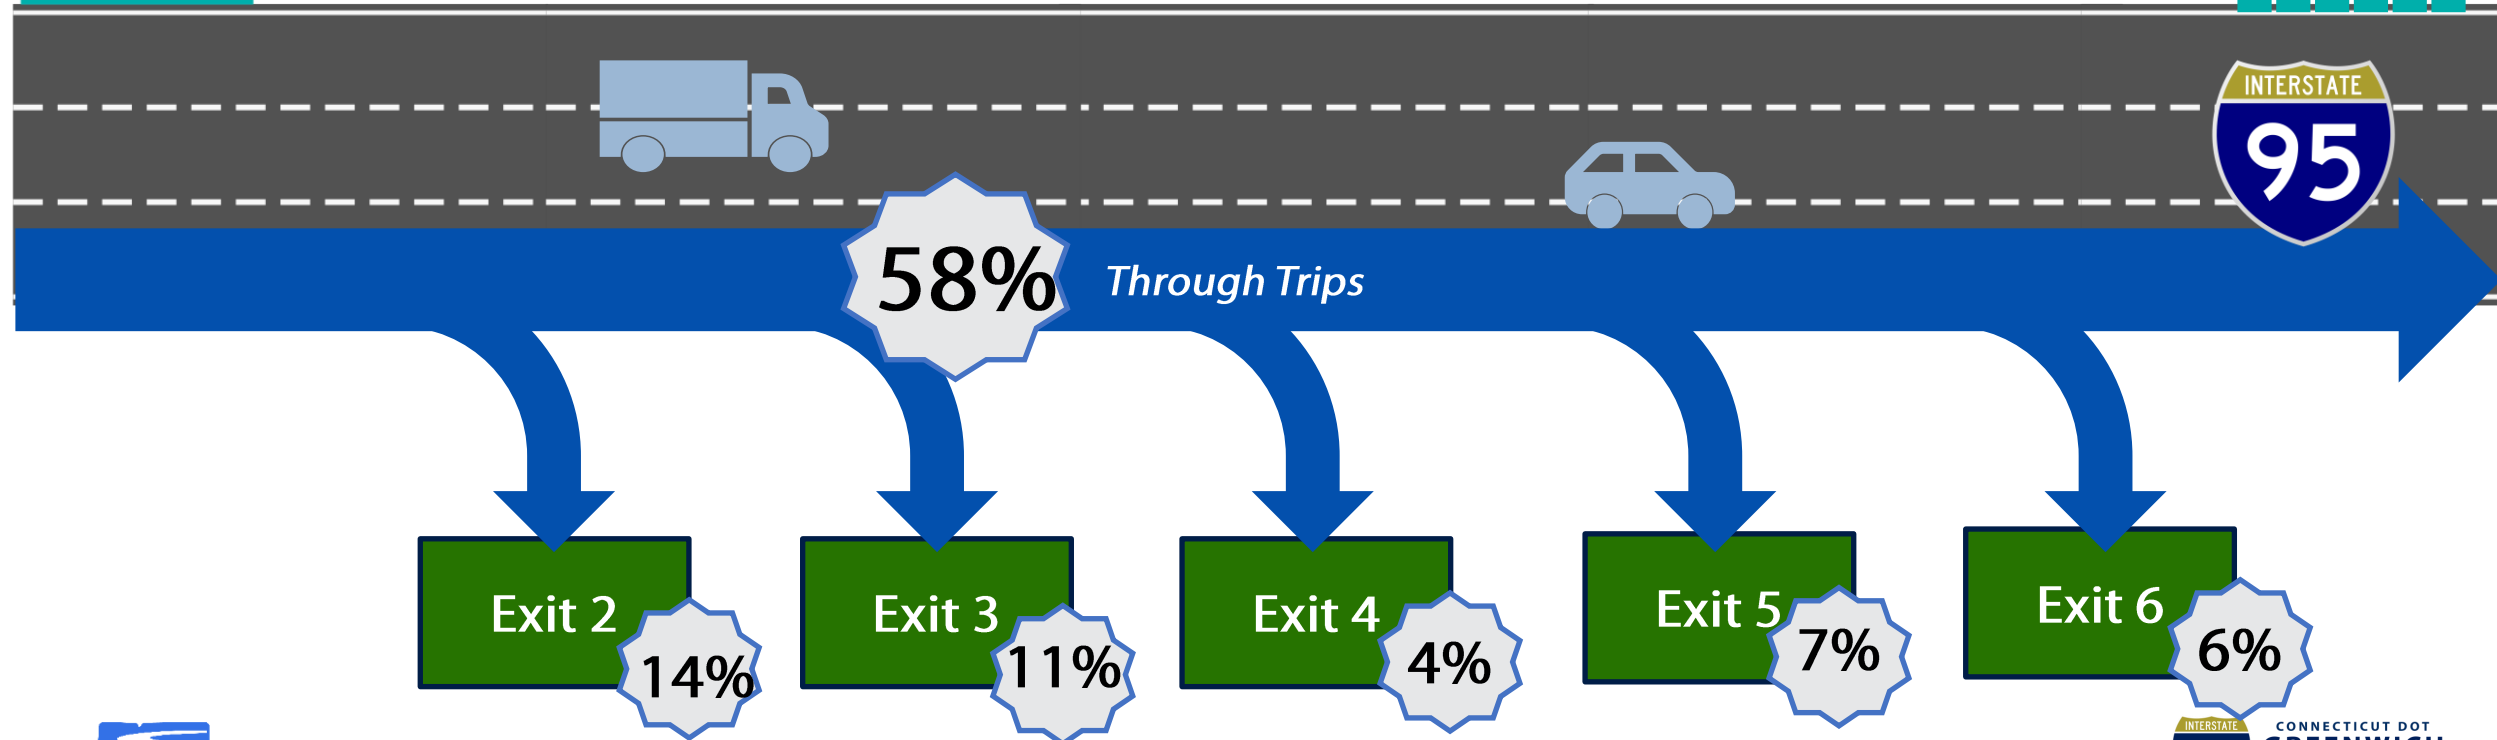 INTERSTATE
95
58%
Through Trips
Exit 2
14%
Exit 3
11%
Exit 4
4%
Exit 5
7%
Exit 6
6%
INTERSTATE
CONNECTICUT DOT
GREENWICH